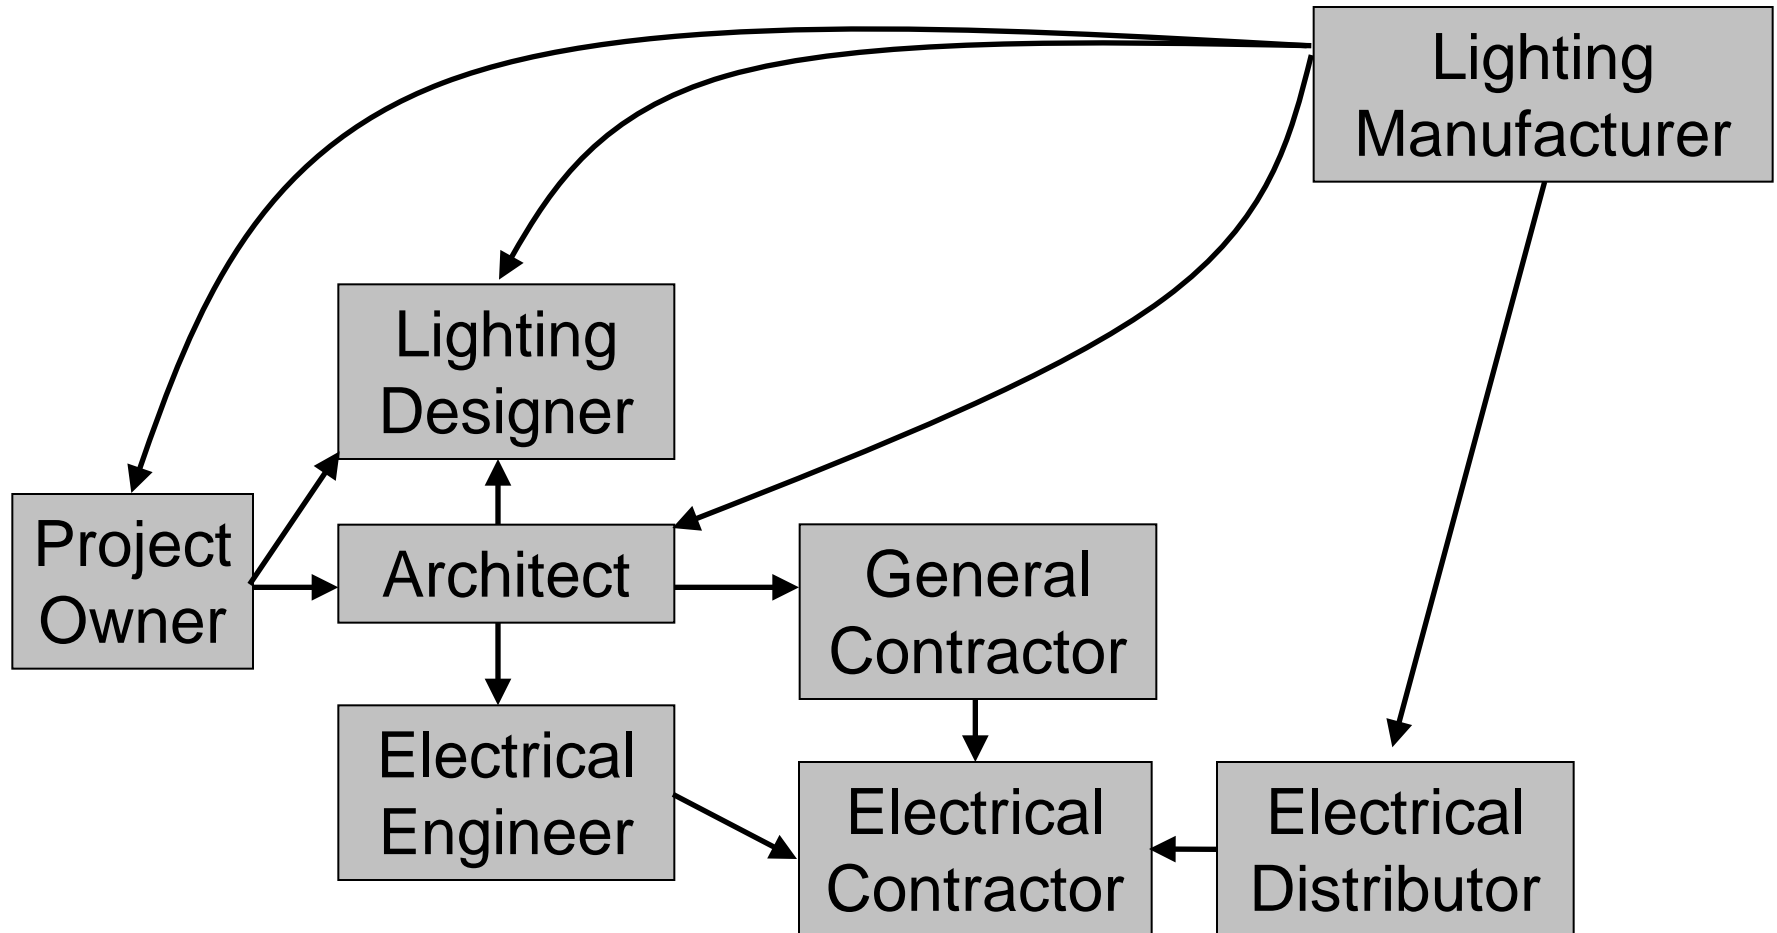 Lighting
Manufacturer
Lighting
Designer
Project
Owner
Architect
General
Contractor
Electrical
Engineer
Electrical
Contractor
Electrical
Distributor